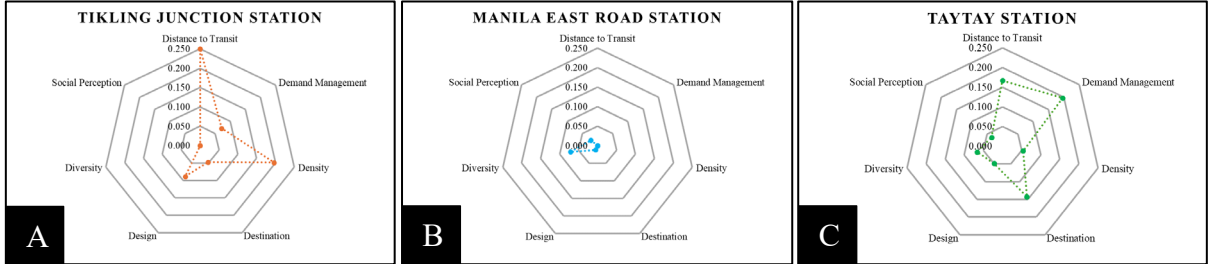 TIKLING JUNCTION STATION
Distance to Transit
0.250
Social Perception
0.200
Demand Management
0.150
0.100
0.050
0.000
Diversity
Density
Design
Destination
A
MANILA EAST ROAD STATION
Distance to Transit
0.250
Social Perception
0.200
Demand Management
0.150
0.100
0.050
0.000
Diversity
Density
Design
Destination
B
TAYTAY STATION
Distance to Transit
0.250
Social Perception
0.200
Demand Management
0.150
0.100
0.050
0.000
Diversity
Density
Design
Destination
C